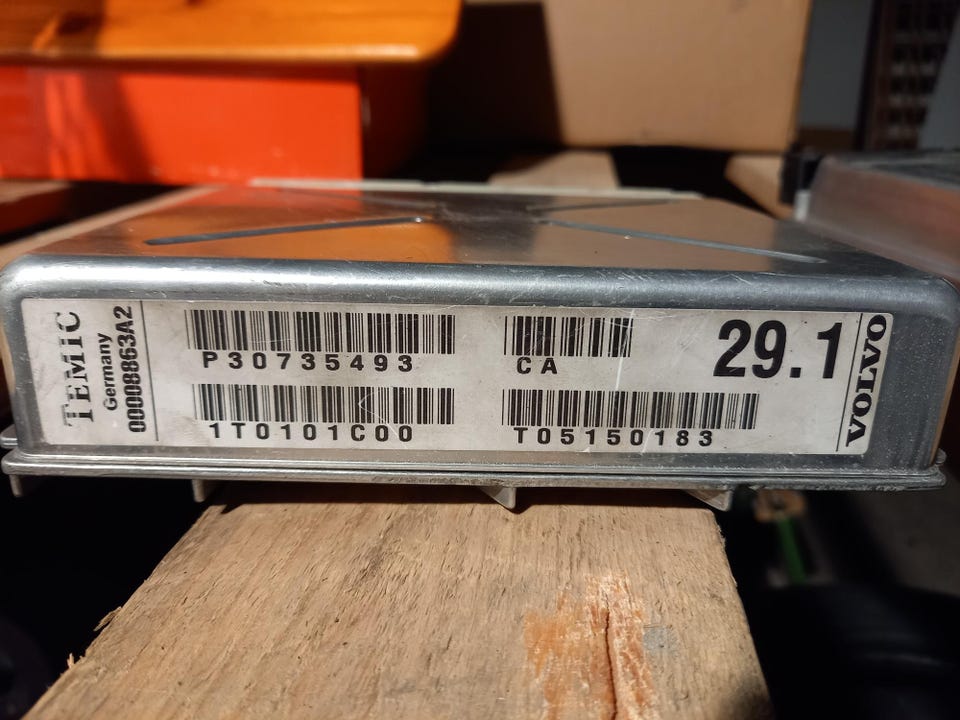 TEMIC
Germany
00008863A2
P30735493
CA
29.1
1T0101C00
T05150183
VOLVO